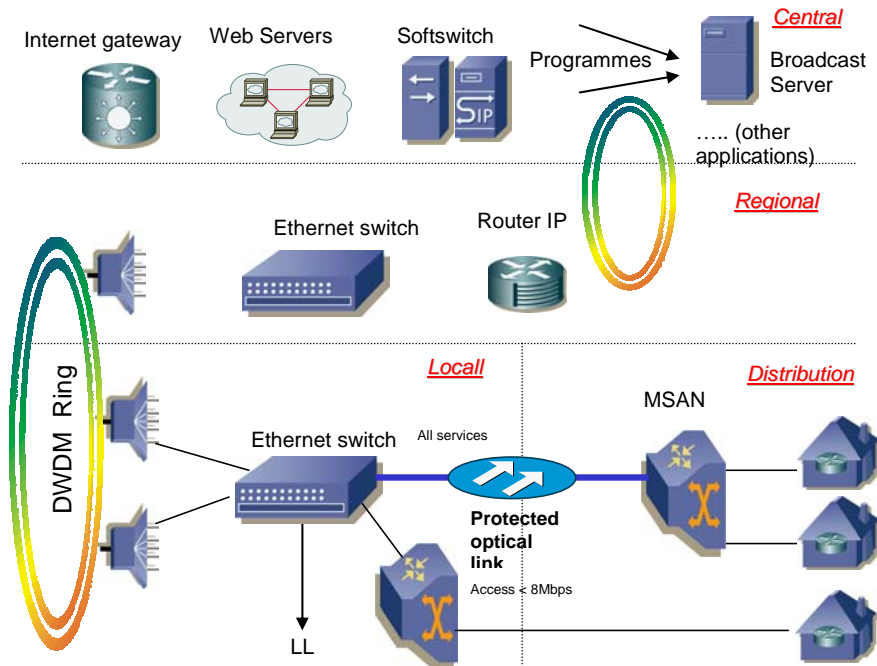 Internet gateway
Web Servers
Softswitch
SIP
Programmes
Central
Broadcast
Server
….. (other
applications)
Regional
Ethernet switch
Router IP
DWDM Ring
Locall
Distribution
MSAN
Ethernet switch
All services
Protected
optical
link
Access < 8Mbps
LL